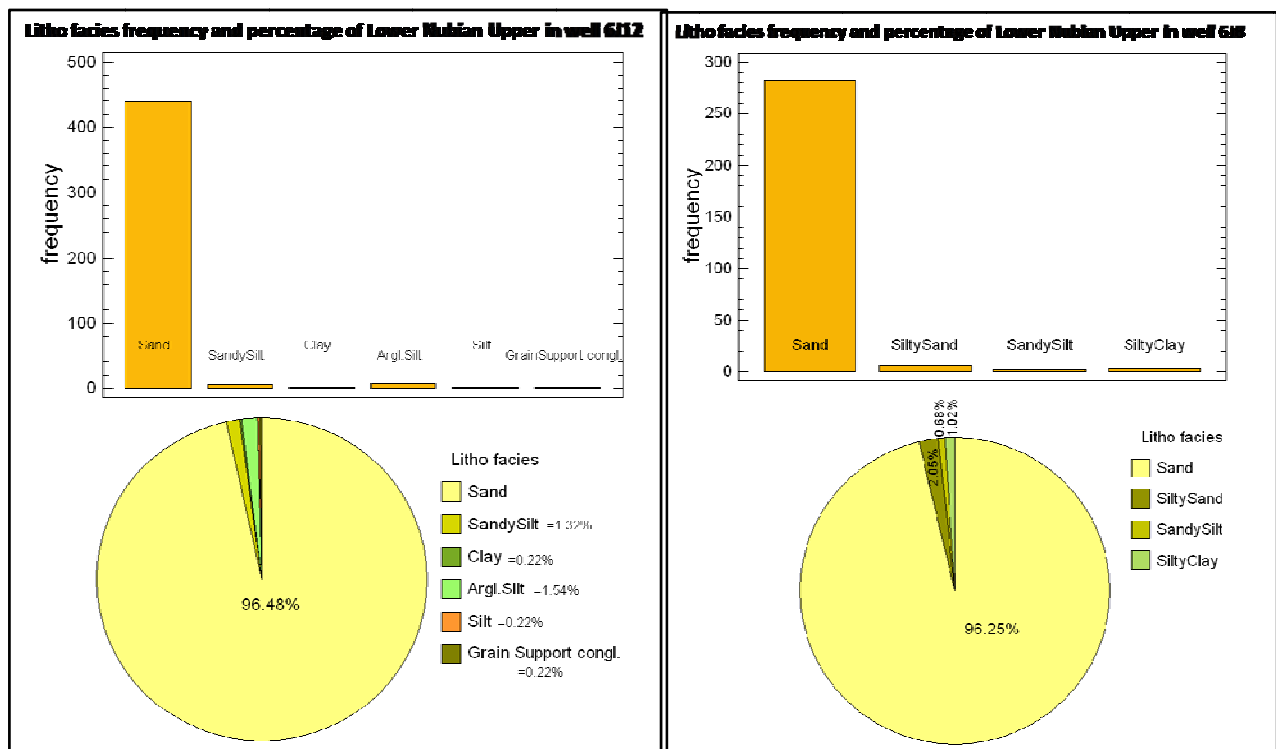 Litho facies frequency and percentage of Lower Nubian Upper in well 6J12
500
400
300
200
100
0
frequency
Sand
SandySilt
Clay
Argl.Silt
Silt
GrainSupport congl.
96.48%
Litho facies
Sand
SandySilt =1.32%
Clay =0.22%
Argl.Silt =1.54%
Silt =0.22%
Grain Support congl.
=0.22%
Litho facies frequency and percentage of Lower Nubian Upper in well
300
250
200
150
100
50
0
frequency
Sand
SiltySand
SandySilt
SiltyClay
2.05%
0.68%
1.02%
96.25%
Litho facies
Sand
SiltySand
SandySilt
SiltyClay